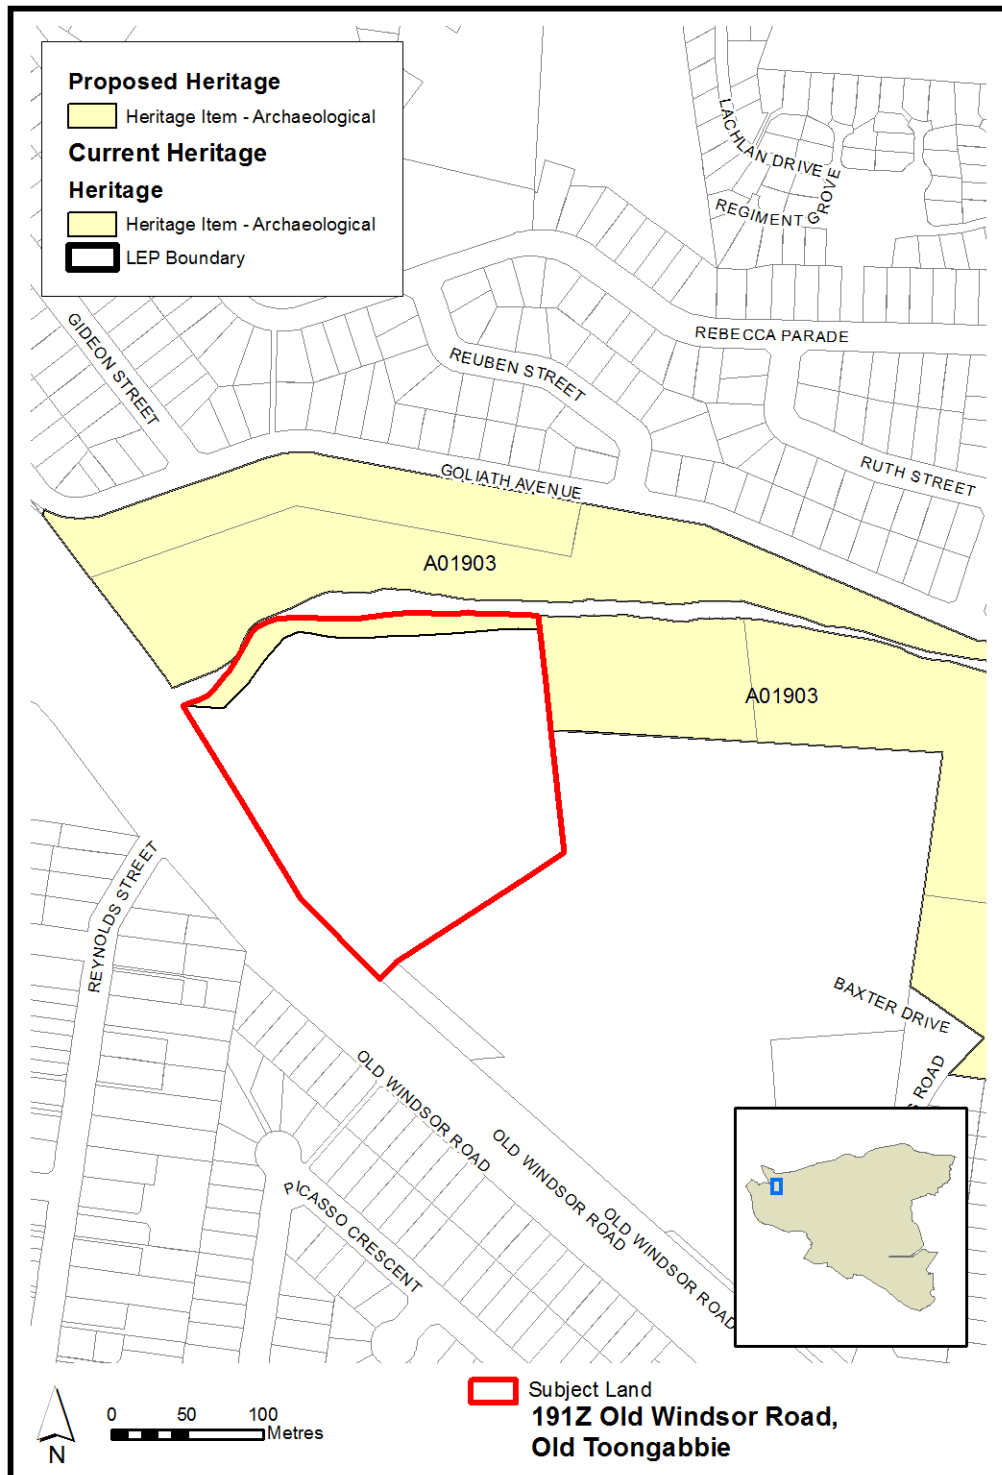 Proposed Heritage
Heritage Item - Archaeological
Current Heritage
Heritage
Heritage Item - Archaeological
LEP Boundary
LACHLAN DRIVE
REGIMENT GROVE
REBECCA PARADE
GIDEON STREET
REUBEN STREET
RUTH STREET
GOLIATH AVENUE
A01903
A01903
REYNOLDS STREET
BAXTER DRIVE
S ROAD
OLD WINDSOR ROAD
OLD WINDSOR ROAD
OLD WINDSOR ROAD
PICASSO CRESCENT
N
0 50 100
Metres
Subject Land
191Z Old Windsor Road,
Old Toongabbie